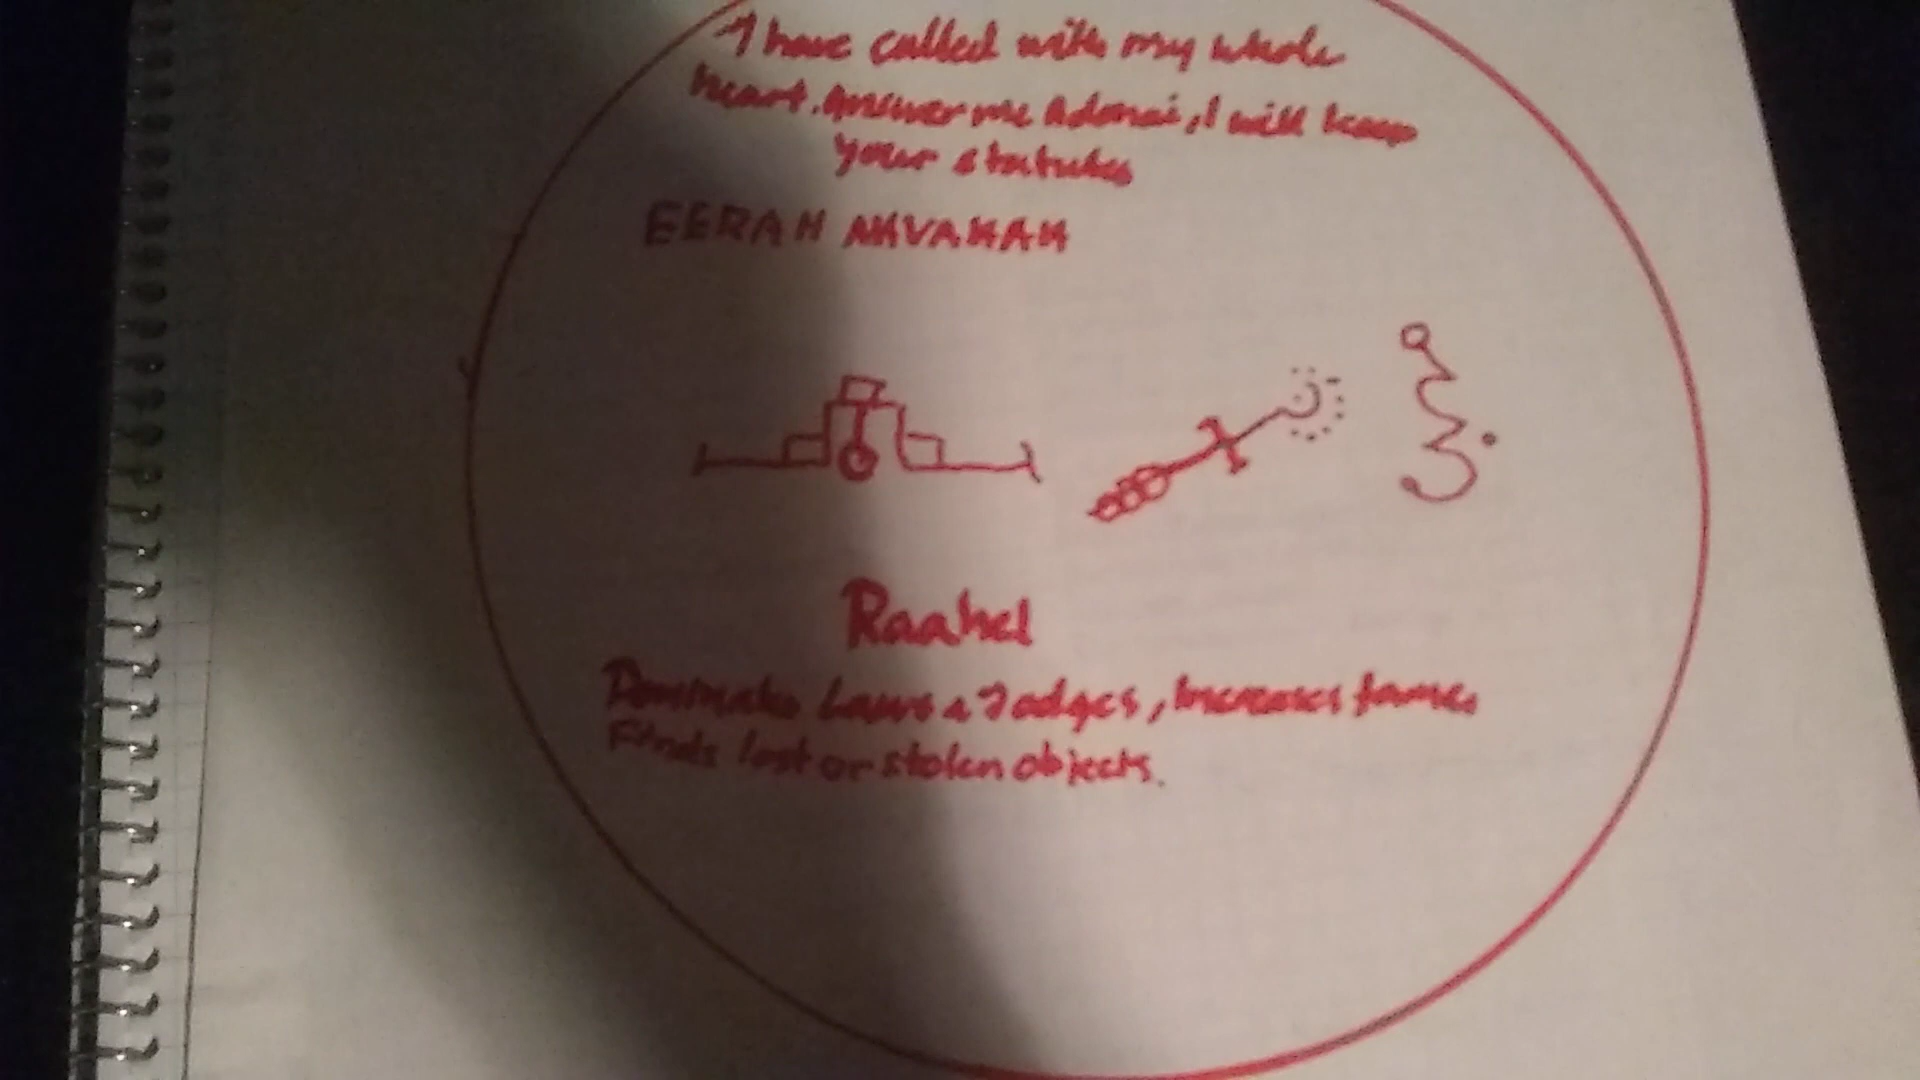 I have called with my whole
heart. Answer me Adonai, I will keep
your statutes
EERAH AKVAHAH
Raahel
Dominates Laws & Judges, Increases fame,
Finds lost or stolen objects.